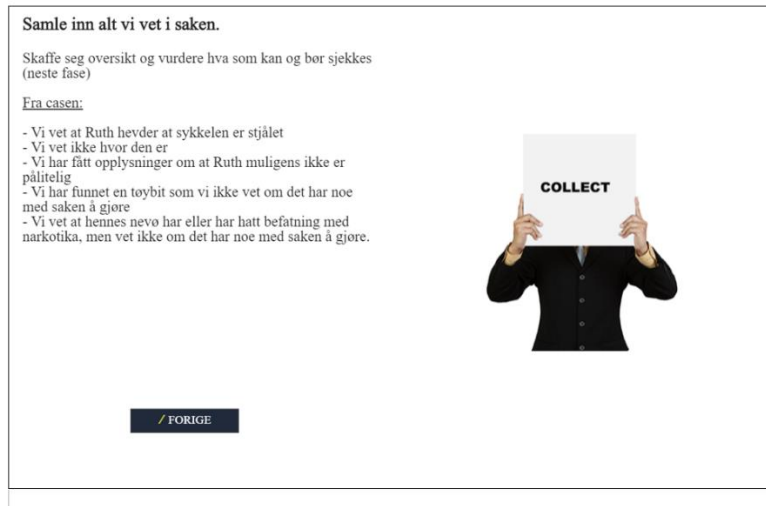 Samle inn alt vi vet i saken.
Skaffe seg oversikt og vurdere hva som kan og bør sjekkes
(neste fase)
Fra casen:
- Vi vet at Ruth hevder at sykkelen er stjålet
- Vi vet ikke hvor den er
- Vi har fått opplysninger om at Ruth muligens ikke er
pålitelig
- Vi har funnet en tøybit som vi ikke vet om det har noe
med saken å gjøre
- Vi vet at hennes nevø har eller har hatt befatning med
narkotika, men vet ikke om det har noe med saken å gjøre.
COLLECT
/ FORIGE